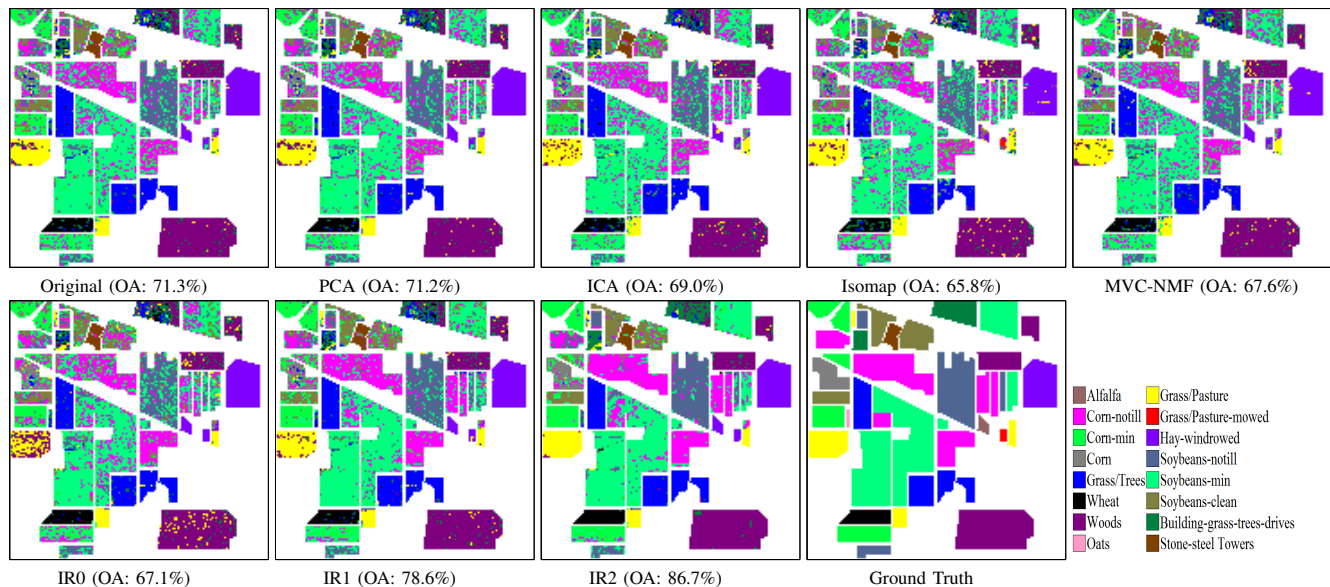 Original (OA: 71.3%) PCA (OA: 71.2%) ICA (OA: 69.0%) Isomap (OA: 65.8%) MVC-NMF (OA: 67.6%)
Alfalfa Grass/Pasture
Corn-notill Grass/Pasture-mowed
Corn-min Hay-windrowed
Corn Soybeans-notill
Grass/Trees Soybeans-min
Wheat Soybeans-clean
Woods Building-grass-trees-drives
Oats Stone-steel Towers
IR0 (OA: 67.1%) IR1 (OA: 78.6%) IR2 (OA: 86.7%) Ground Truth